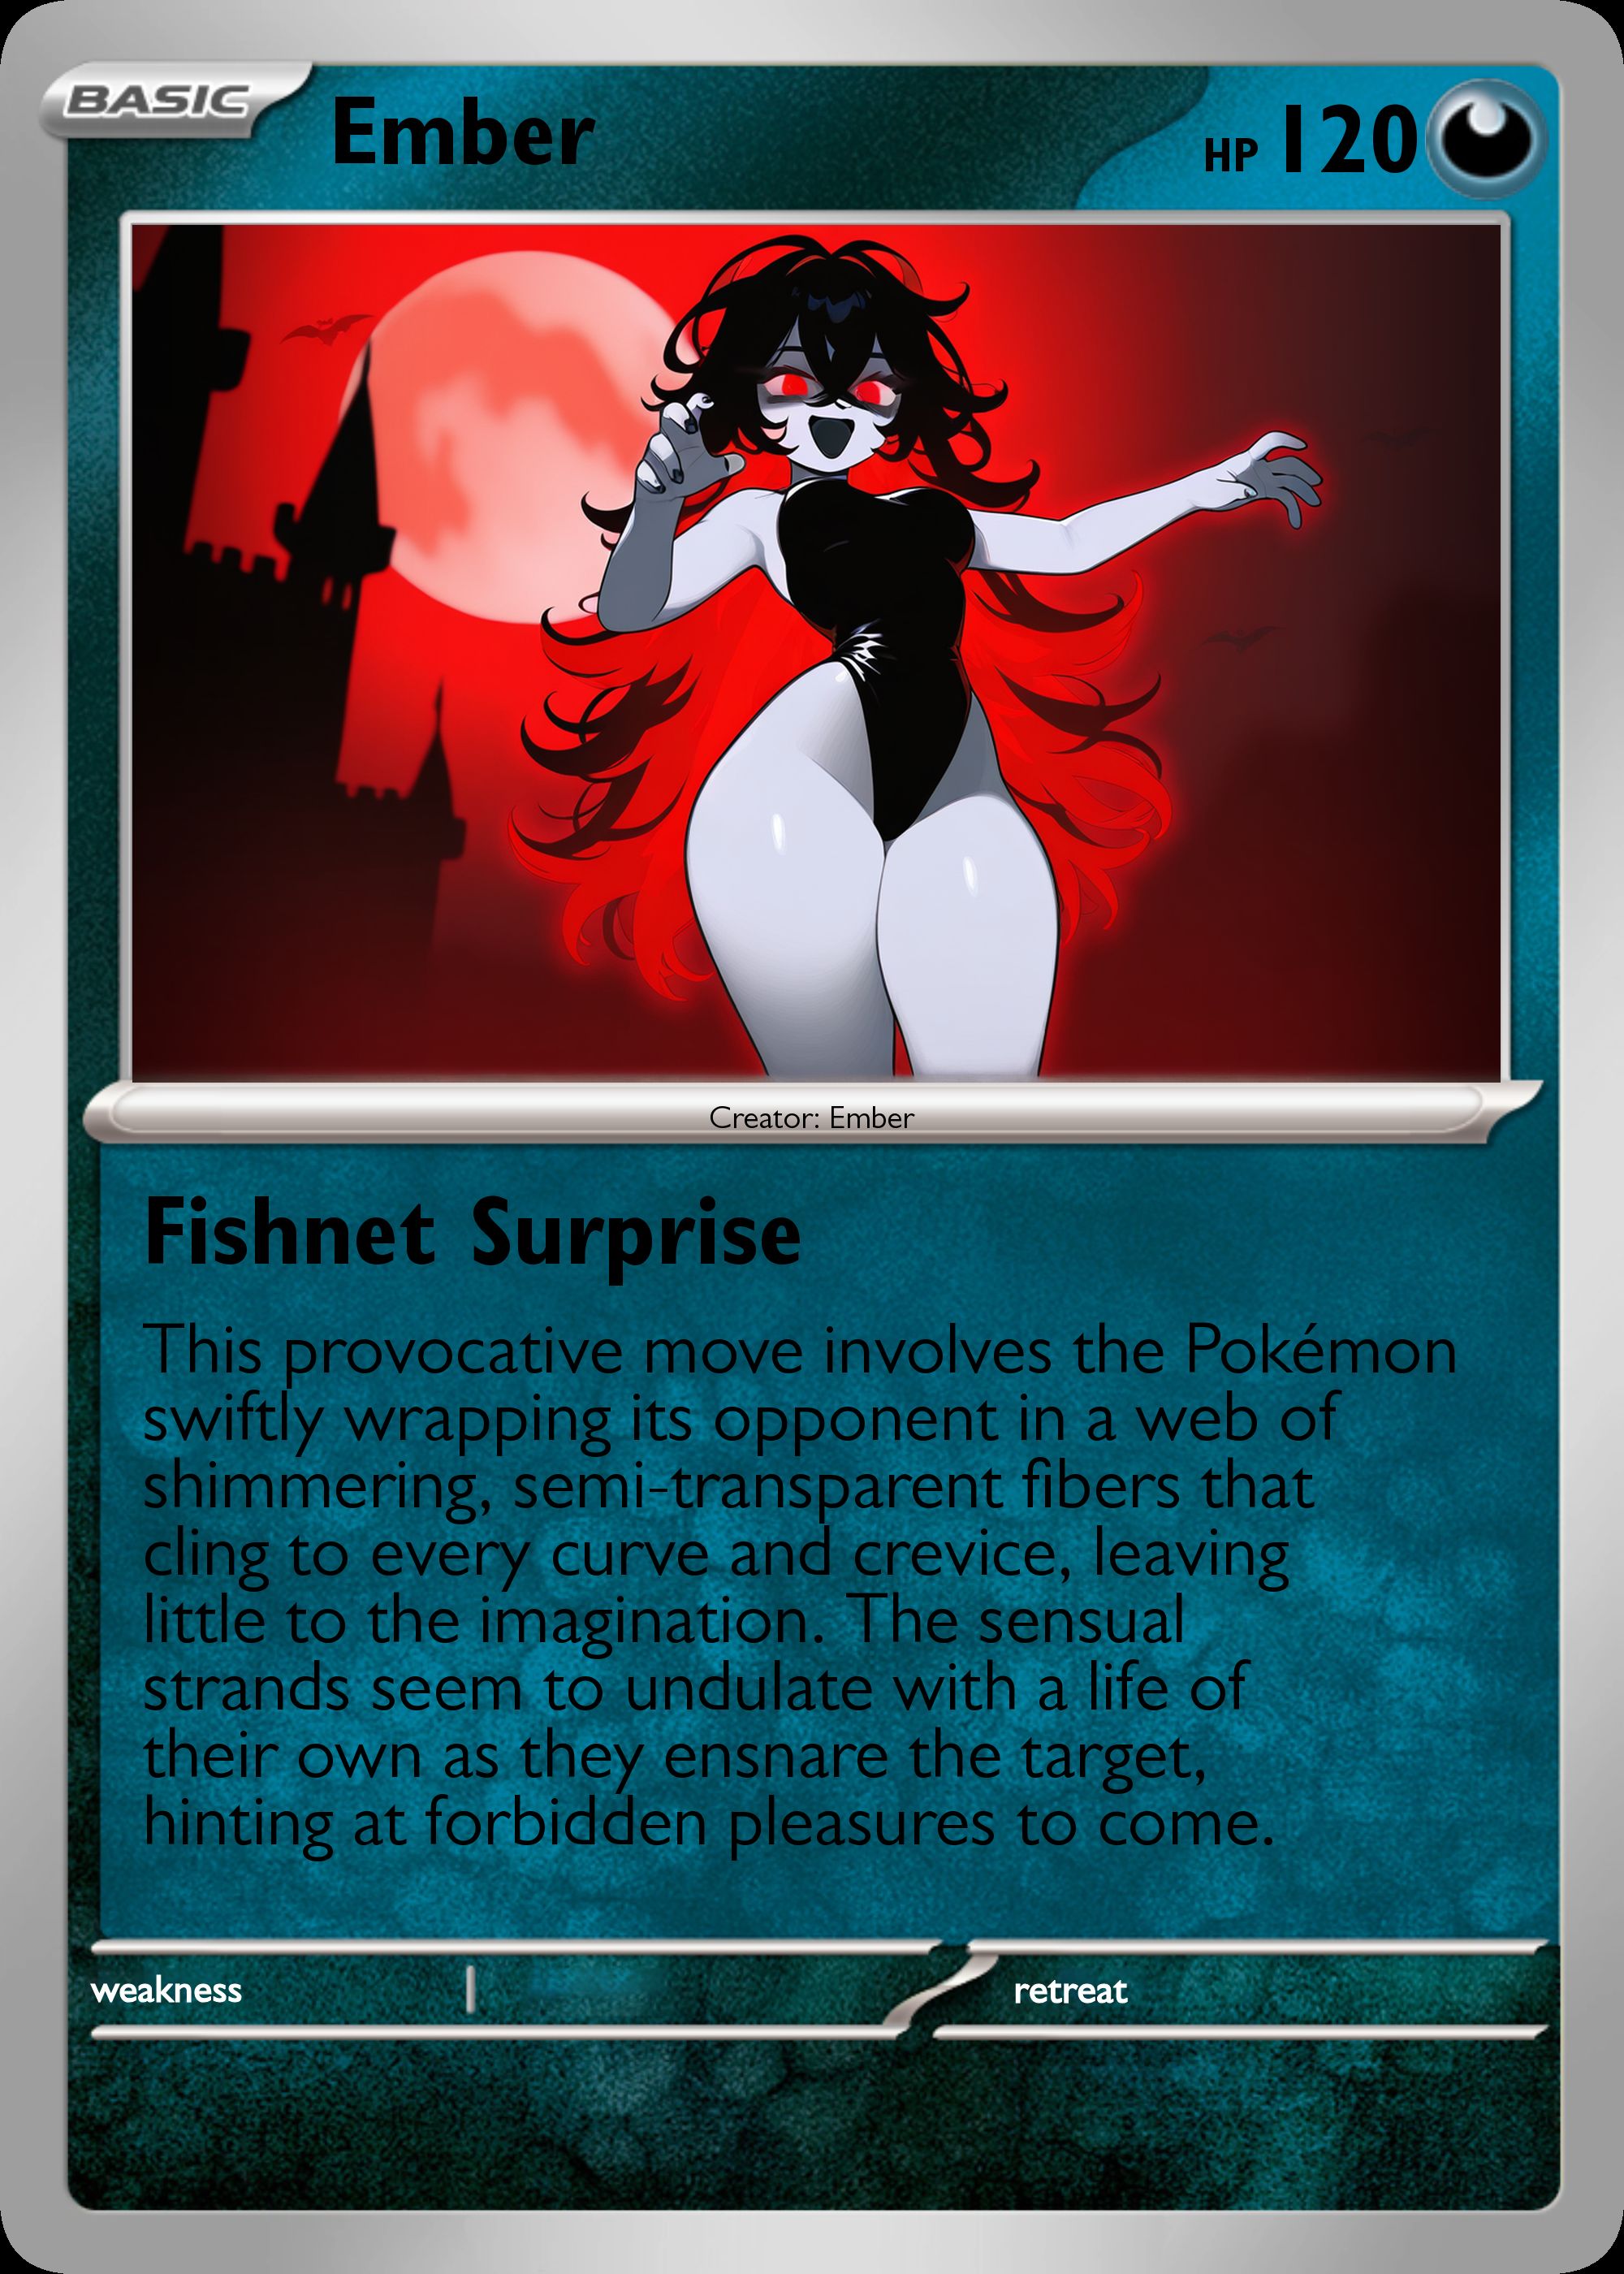 BASIC
Ember
HP 120
Creator: Ember
Fishnet Surprise
This provocative move involves the Pokémon
swiftly wrapping its opponent in a web of
shimmering, semi-transparent fibers that
cling to every curve and crevice, leaving
little to the imagination. The sensual
strands seem to undulate with a life of
their own as they ensnare the target,
hinting at forbidden pleasures to come.
weakness
retreat